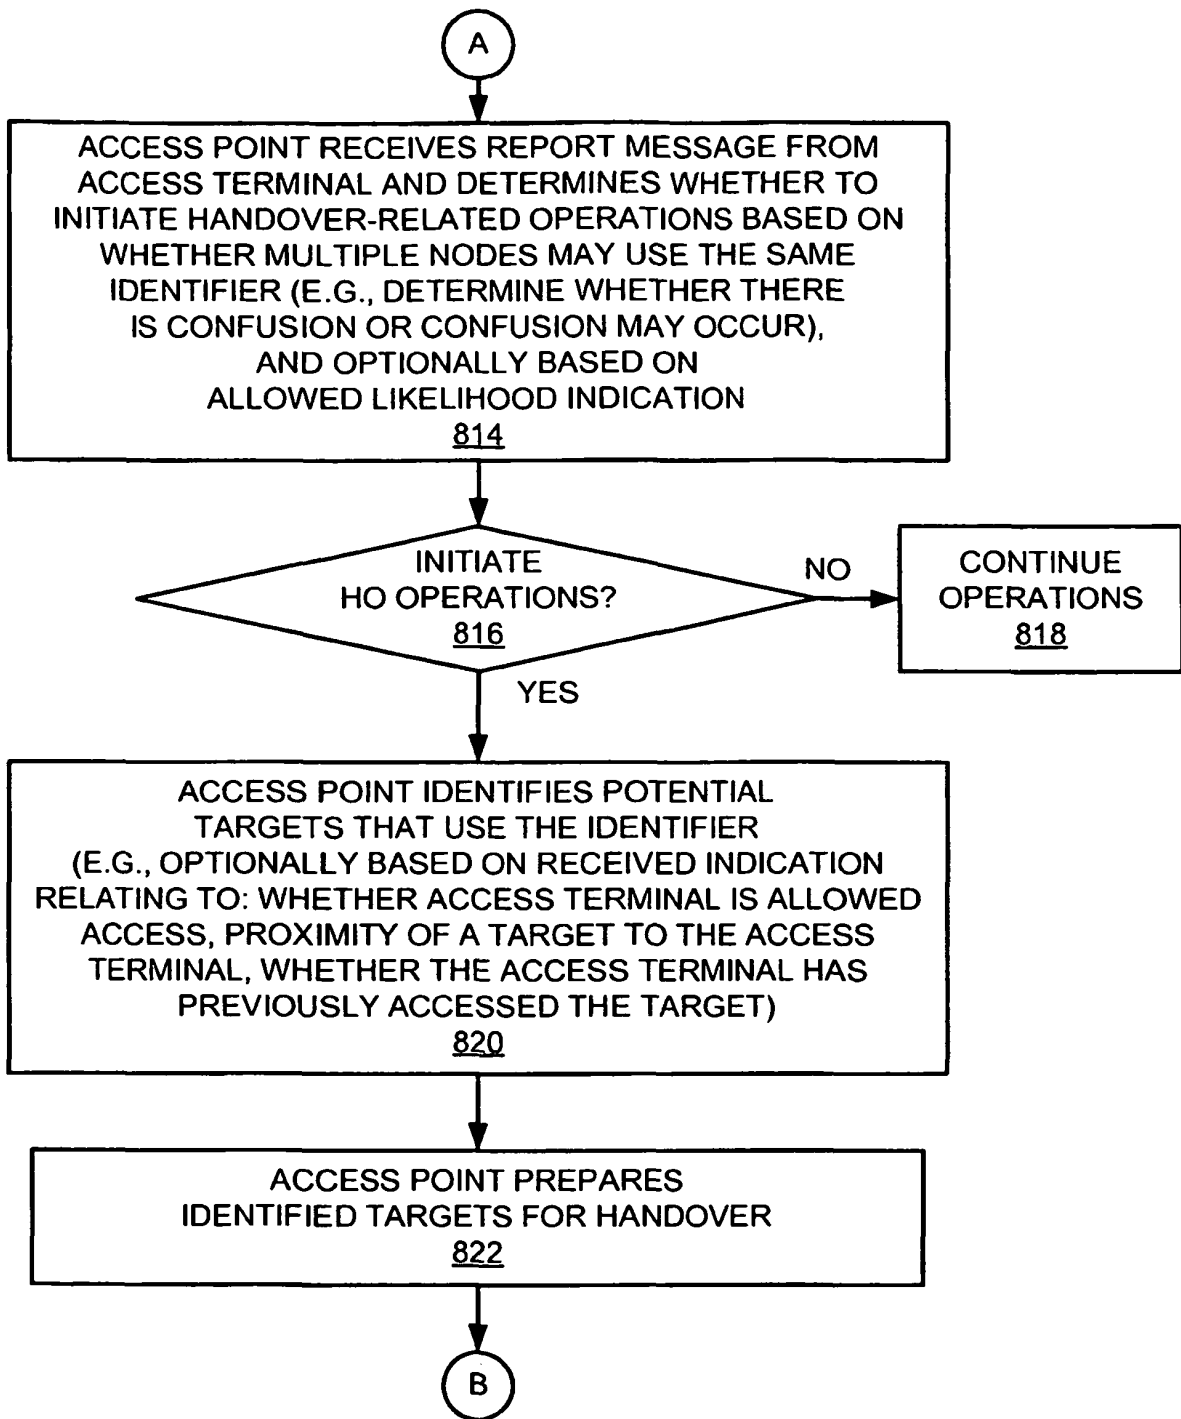 A
ACCESS POINT RECEIVES REPORT MESSAGE FROM
ACCESS TERMINAL AND DETERMINES WHETHER TO
INITIATE HANDOVER-RELATED OPERATIONS BASED ON
WHETHER MULTIPLE NODES MAY USE THE SAME
IDENTIFIER (E.G., DETERMINE WHETHER THERE
IS CONFUSION OR CONFUSION MAY OCCUR),
AND OPTIONALLY BASED ON
ALLOWED LIKELIHOOD INDICATION
814
INITIATE
HO OPERATIONS?
816
NO
CONTINUE
OPERATIONS
818
YES
ACCESS POINT IDENTIFIES POTENTIAL
TARGETS THAT USE THE IDENTIFIER
(E.G., OPTIONALLY BASED ON RECEIVED INDICATION
RELATING TO: WHETHER ACCESS TERMINAL IS ALLOWED
ACCESS, PROXIMITY OF A TARGET TO THE ACCESS
TERMINAL, WHETHER THE ACCESS TERMINAL HAS
PREVIOUSLY ACCESSED THE TARGET)
820
ACCESS POINT PREPARES
IDENTIFIED TARGETS FOR HANDOVER
822
B